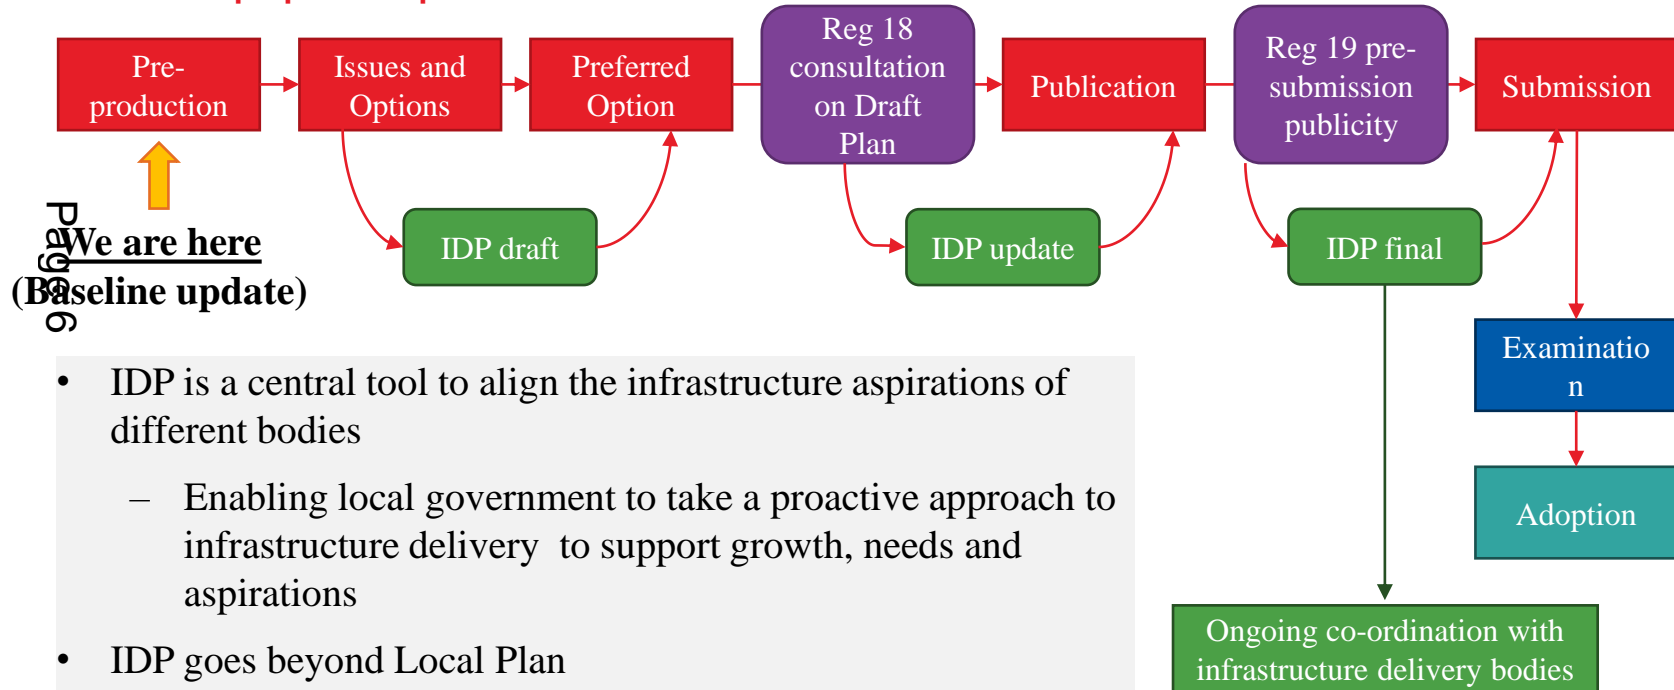 Pre-
production
Issues and
Options
Preferred
Option
Reg 18
consultation
on Draft
Plan
Publication
Reg 19 pre-
submission
publicity
Submission
IDP draft
IDP update
IDP final
We are here
(Baseline update)
Page 6
Examinatio
n
Adoption
Ongoing co-ordination with
infrastructure delivery bodies
• IDP is a central tool to align the infrastructure aspirations of
different bodies
– Enabling local government to take a proactive approach to
infrastructure delivery to support growth, needs and
aspirations
• IDP goes beyond Local Plan